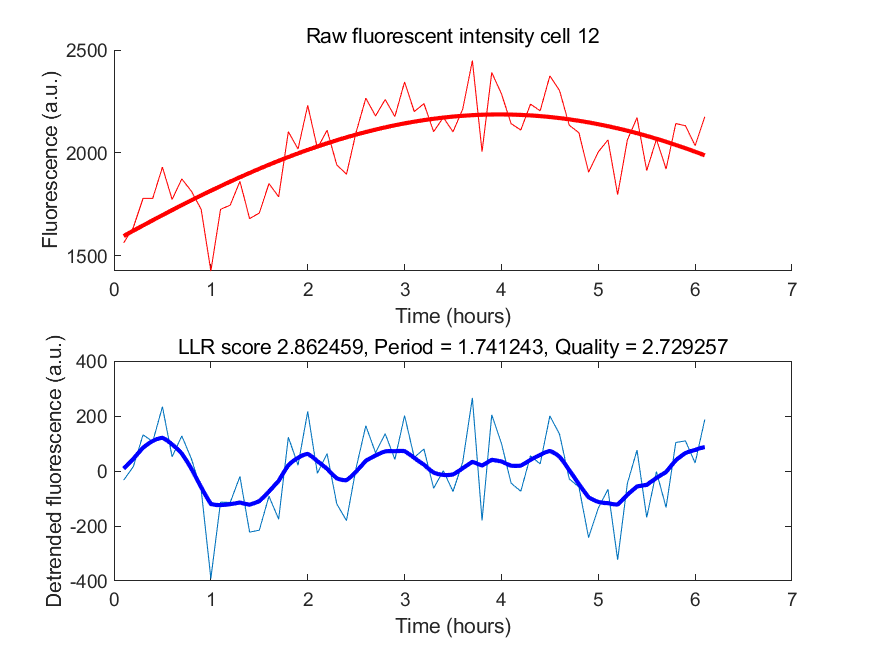 Raw fluorescent intensity cell 12
2500
2000
1500
Fluorescence (a.u.)
0 1 2 3 4 5 6 7
Time (hours)
LLR score 2.862459, Period = 1.741243, Quality = 2.729257
400
200
0
-200
-400
Detrended fluorescence (a.u.)
0 1 2 3 4 5 6 7
Time (hours)